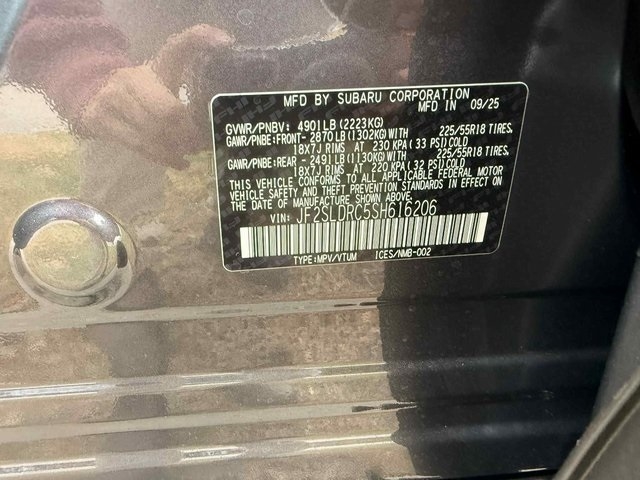 MFD BY SUBARU CORPORATION
MFD IN 09/25
GVWR/PNBV: 4901LB(2223KG)
GAWR/PNBE:FRONT- 2870LB(1302KG)WITH 225/55R18 TIRES,
18X7J RIMS AT 230 KPA(33 PSI)COLD
GAWR/PNBE:REAR - 2491LB(1130KG)WITH 225/55R18 TIRES,
18X7J RIMS AT 220 KPA(32 PSI)COLD
THIS VEHICLE CONFORMS TO ALL APPLICABLE FEDERAL MOTOR
VEHICLE SAFETY AND THEFT PREVENTION STANDARDS IN EFFECT ON
THE DATE OF MANUFACTURE SHOWN ABOVE.
VIN: JF2SLDRC5SH616206
TYPE:MPV/VTUM ICES/NMB-002